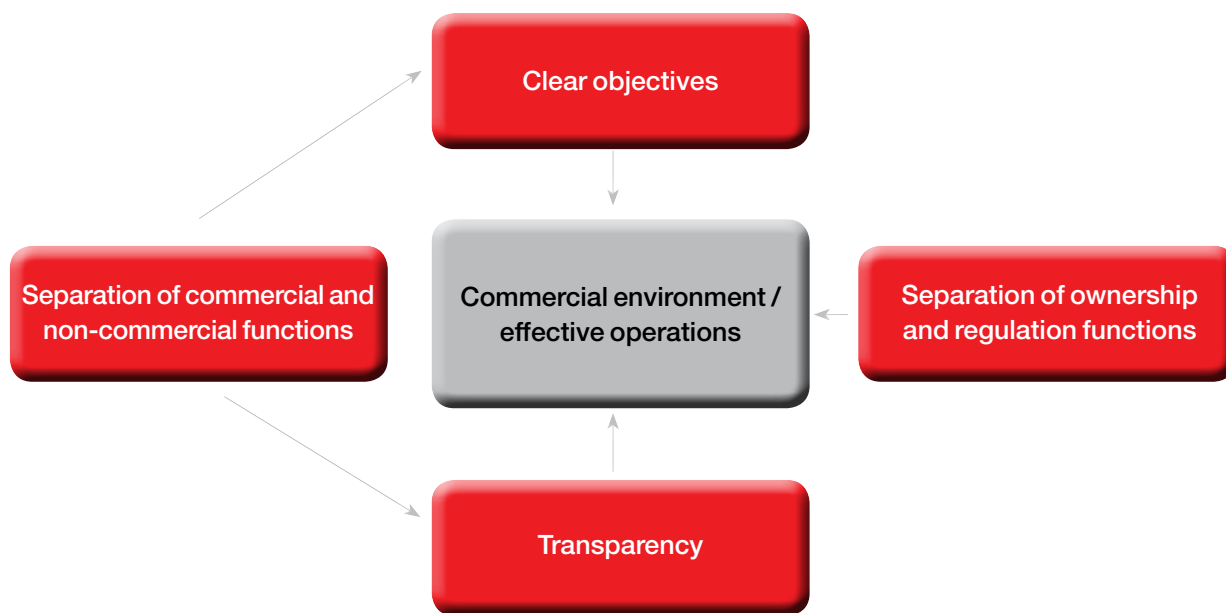 Clear objectives
Separation of commercial and
non-commercial functions
Commercial environment /
effective operations
Separation of ownership
and regulation functions
Transparency